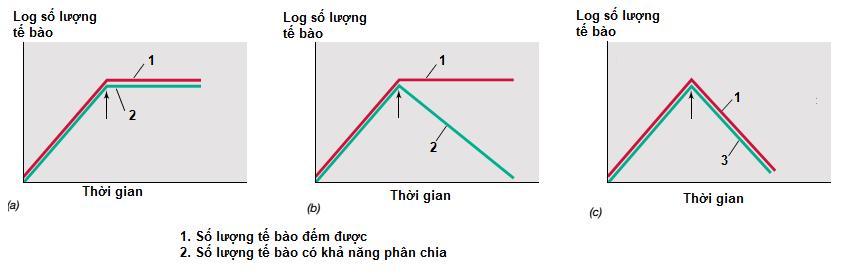 Log số lượng
tế bào
1
2
Thời gian
(a)
Log số lượng
tế bào
1
2
Thời gian
(b)
Log số lượng
tế bào
1
3
Thời gian
(c)
1. Số lượng tế bào đếm được
2. Số lượng tế bào có khả năng phân chia